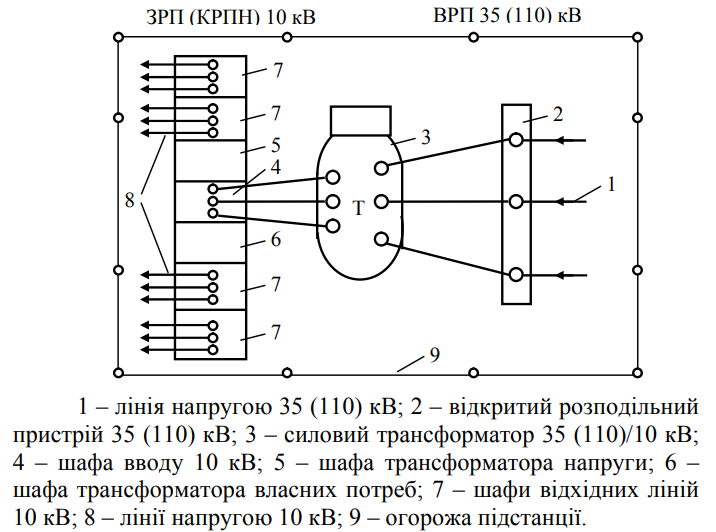 ЗРП (КРПН) 10 кВ
ВРП 35 (110) кВ
7
7
2
3
5
4
8
Т
1
6
7
7
9
1 – лінія напругою 35 (110) кВ; 2 – відкритий розподільний
пристрій 35 (110) кВ; 3 – силовий трансформатор 35 (110)/10 кВ;
4 – шафа вводу 10 кВ; 5 – шафа трансформатора напруги; 6 –
шафа трансформатора власних потреб; 7 – шафи відхідних ліній
10 кВ; 8 – лінії напругою 10 кВ; 9 – огорожа підстанції.